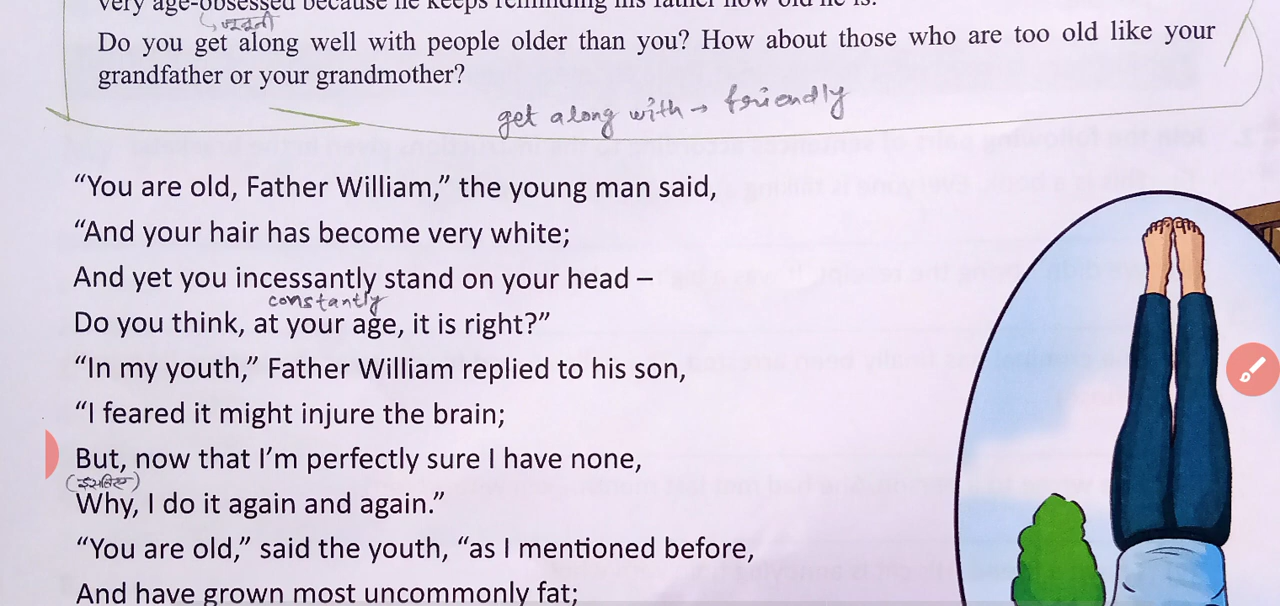 very age-obsessed because he keeps reminding his father how old he is.
Do you get along well with people older than you? How about those who are too old like your
grandfather or your grandmother?
get along with → friendly
“You are old, Father William,” the young man said,
“And your hair has become very white;
And yet you incessantly stand on your head –
constantly
Do you think, at your age, it is right?”
“In my youth,” Father William replied to his son,
“I feared it might injure the brain;
But, now that I’m perfectly sure I have none,
(इसलिए)
Why, I do it again and again.”
“You are old,” said the youth, “as I mentioned before,
And have grown most uncommonly fat;